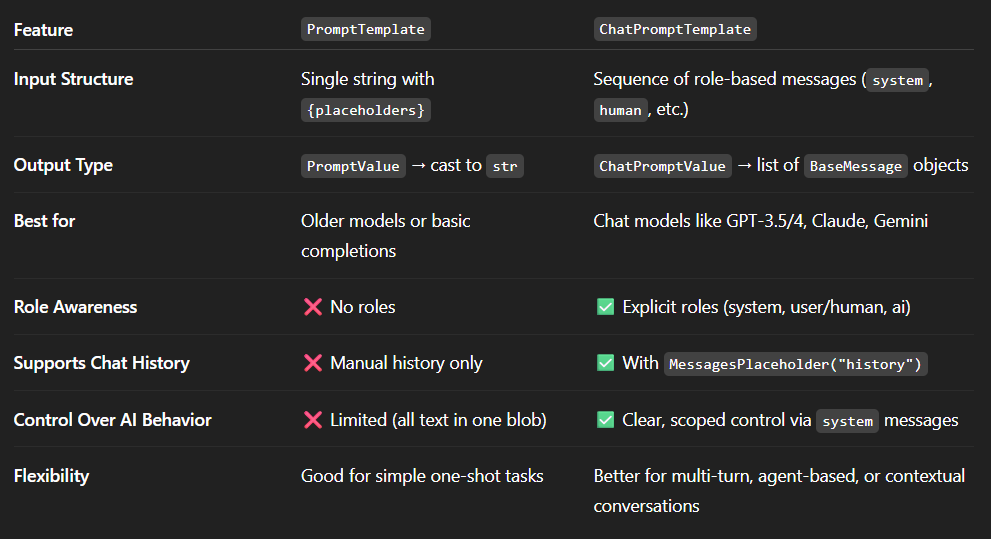 Feature PromptTemplate ChatPromptTemplate
Input Structure Single string with Sequence of role-based messages ( system ,
{placeholders} human , etc.)
Output Type PromptValue → cast to str ChatPromptValue → list of BaseMessage objects
Best for Older models or basic Chat models like GPT-3.5/4, Claude, Gemini
completions
Role Awareness ❌ No roles ✅ Explicit roles (system, user/human, ai)
Supports Chat History ❌ Manual history only ✅ With MessagesPlaceholder("history")
Control Over AI Behavior ❌ Limited (all text in one blob) ✅ Clear, scoped control via system messages
Flexibility Good for simple one-shot tasks Better for multi-turn, agent-based, or contextual
conversations